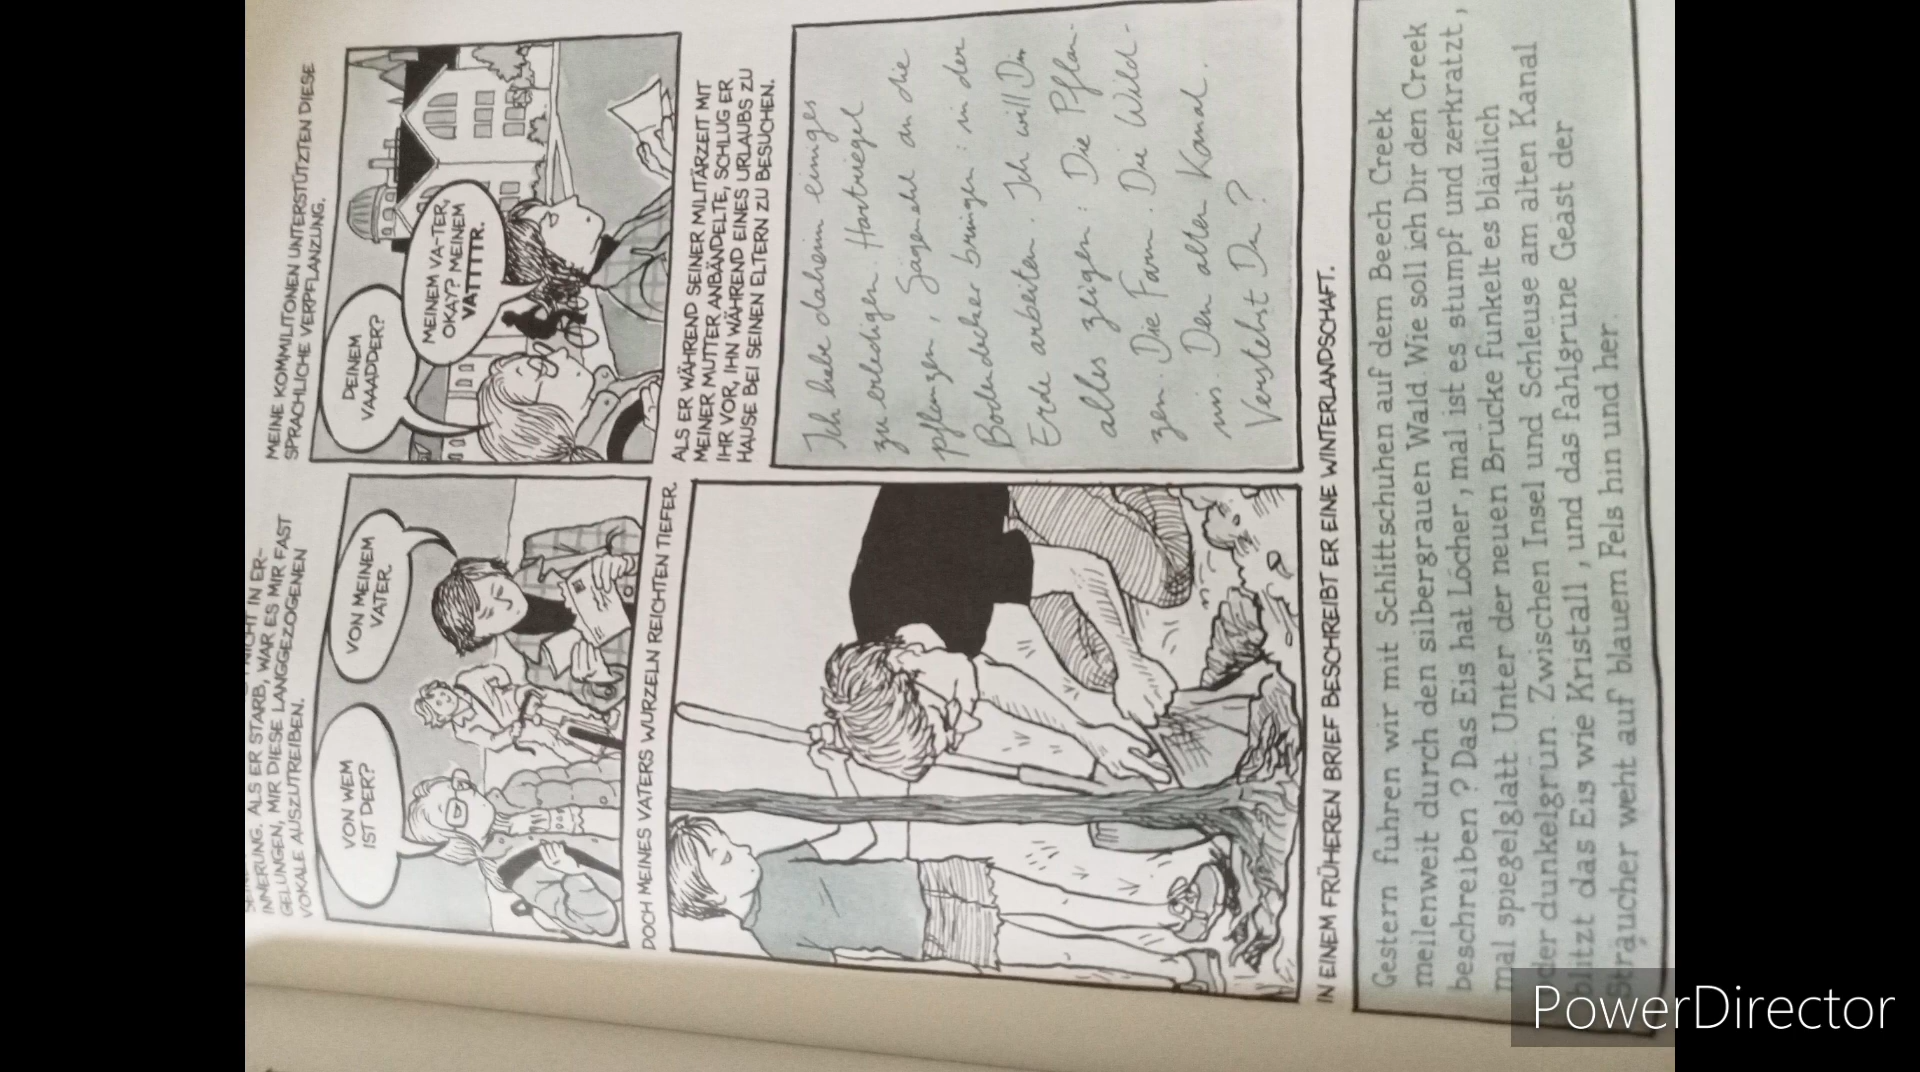 NICHT IN ER-
INNERUNG. ALS ER STARB, WAR ES MIR FAST
GELUNGEN, MIR DIESE LANGGEZOGENEN
VOKALE AUSZUTREIBEN.
VON WEM
IST DER?
VON MEINEM
VATER.
MEINE KOMMILITONEN UNTERSTÜTZTEN DIESE
SPRACHLICHE VERPFLANZUNG.
DEINEM
VAAADDER?
MEINEM VA-TER,
OKAY? MEINEM
VATTTTR.
DOCH MEINES VATERS WURZELN REICHTEN TIEFER.
ALS ER WÄHREND SEINER MILITÄRZEIT MIT
MEINER MUTTER ANBÄNDELTE, SCHLUG ER
IHR VOR, IHN WÄHREND EINES URLAUBS ZU
HAUSE BEI SEINEN ELTERN ZU BESUCHEN.
Ich habe daheim einiges
zu erledigen. Hartriegel
pflanzen, Sägemehl an die
Bodendecker bringen: in der
Erde arbeiten. Ich will Dir
alles zeigen: Die Pflan-
zen. Die Farm. Die Wild-
nis. Den alten Kanal.
Verstehst Du?
IN EINEM FRÜHEREN BRIEF BESCHREIBT ER EINE WINTERLANDSCHAFT.
Gestern fuhren wir mit Schlittschuhen auf dem Beech Creek
meilenweit durch den silbergrauen Wald. Wie soll ich Dir den Creek
beschreiben? Das Eis hat Löcher, mal ist es stumpf und zerkratzt,
mal spiegelglatt. Unter der neuen Brücke funkelt es bläulich
oder dunkelgrün. Zwischen Insel und Schleuse am alten Kanal
blitzt das Eis wie Kristall, und das fahlgrüne Geäst der
Sträucher weht auf blauem Fels hin und her.
PowerDirector